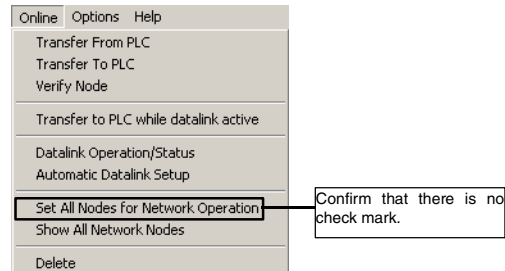 Online Options Help
Transfer From PLC
Transfer To PLC
Verify Node
Transfer to PLC while datalink active
Datalink Operation/Status
Automatic Datalink Setup
Set All Nodes for Network Operation
Confirm that there is no
check mark.
Show All Network Nodes
Delete